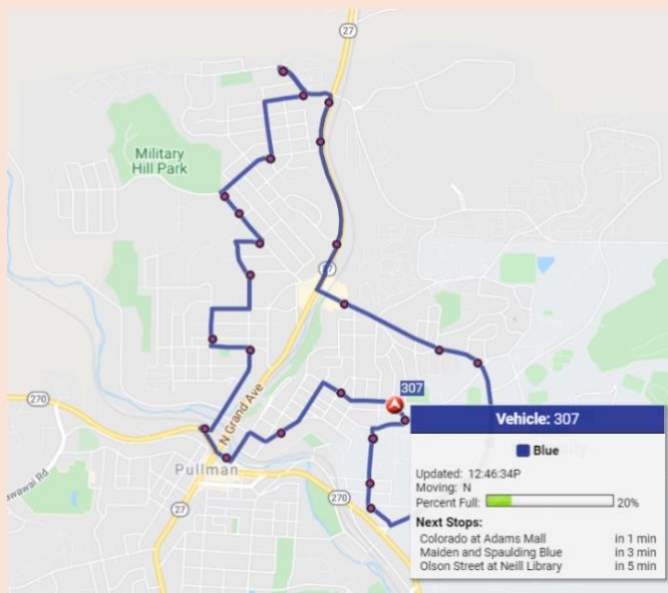 27
Military
Hill Park
27
270
N Grand Ave
307
Pullman
270
27
Vehicle: 307
Blue
Updated: 12:46:34P
Moving: N
Percent Full: 20%
Next Stops:
Colorado at Adams Mall in 1 min
Maiden and Spaulding Blue in 3 min
Olson Street at Neill Library in 5 min